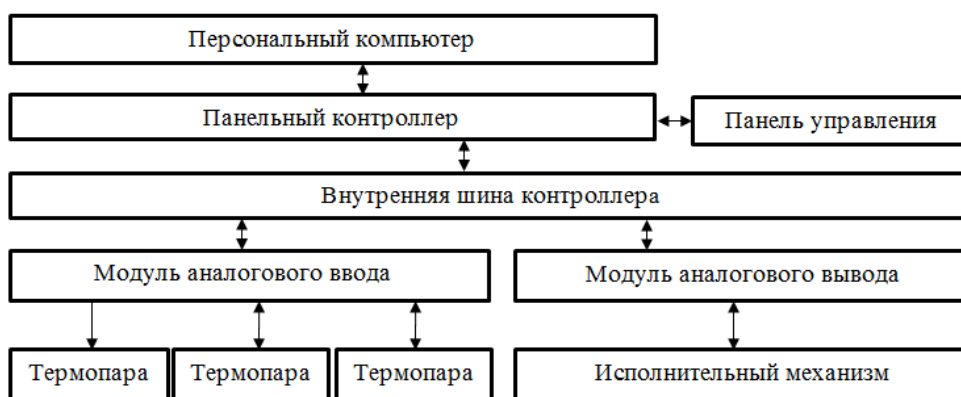 Персональный компьютер
Панельный контроллер
Панель управления
Внутренняя шина контроллера
Модуль аналогового ввода
Модуль аналогового вывода
Термопара
Термопара
Термопара
Исполнительный механизм